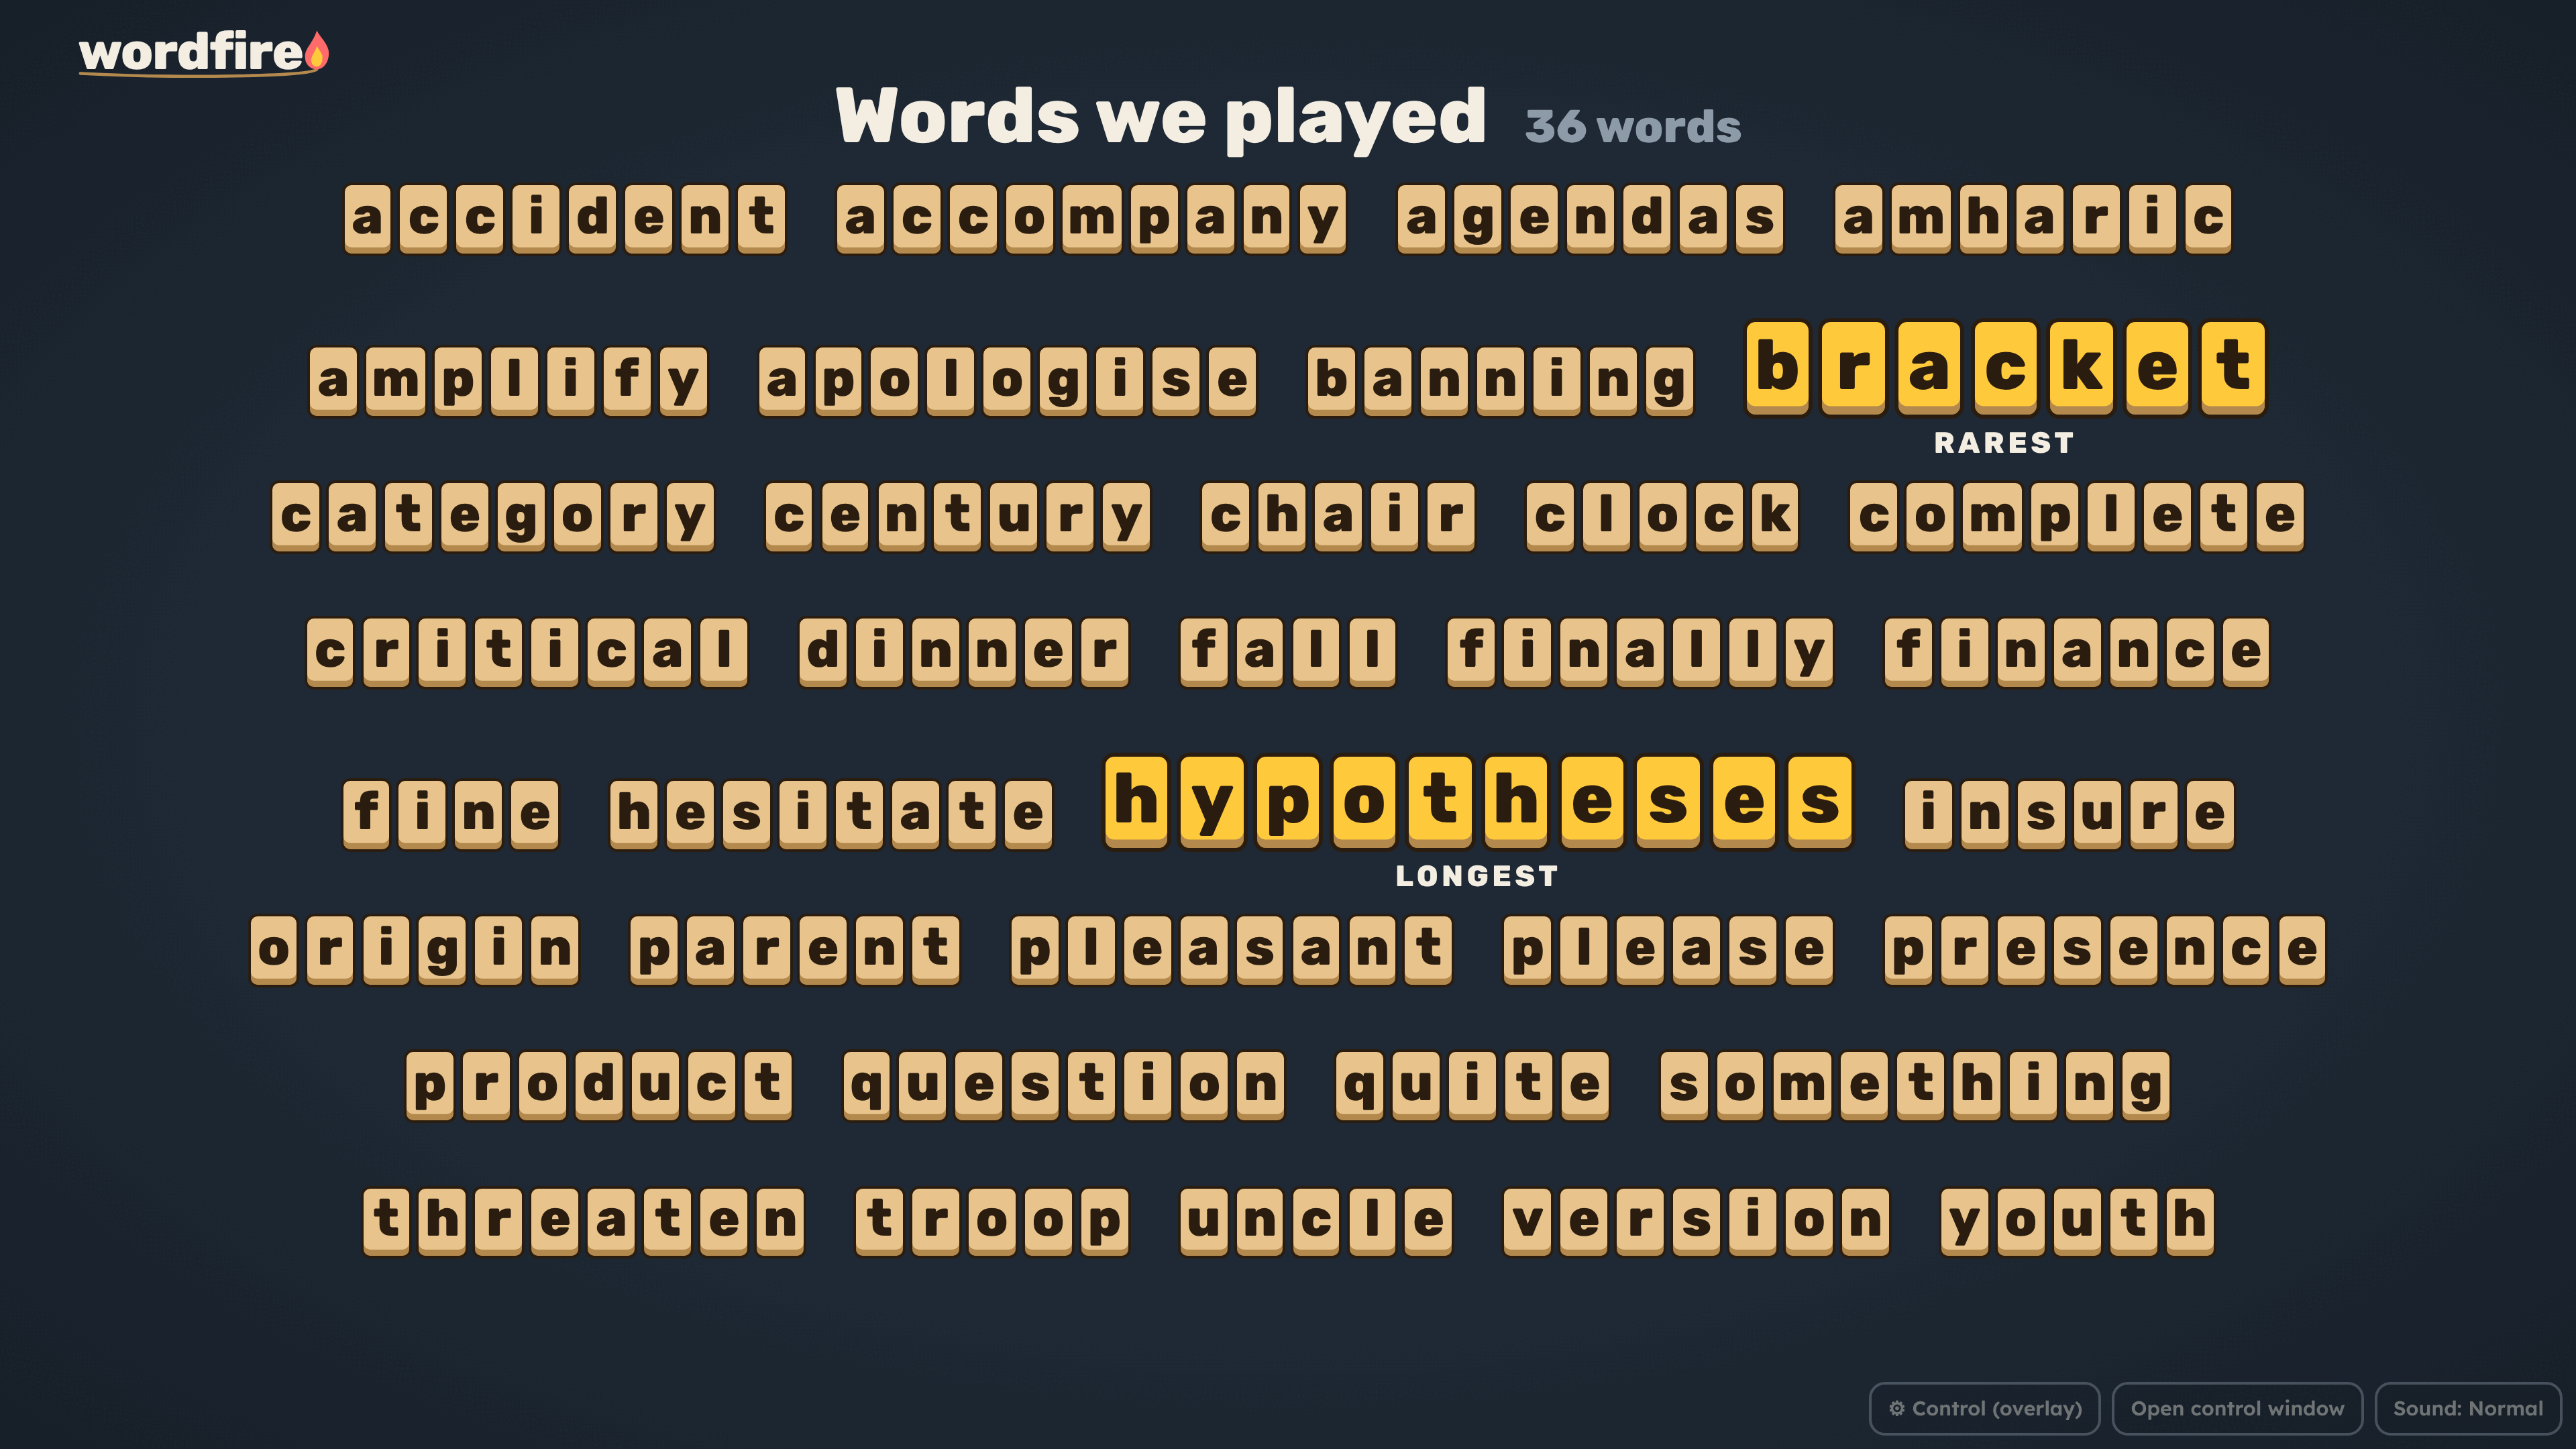 wordfire
Words we played 36 words
accident accompany agendas amharic
amplify apologise banning bracket
RAREST
category century chair clock complete
critical dinner fall finally finance
fine hesitate hypotheses insure
LONGEST
origin parent pleasant please presence
product question quite something
threaten troop uncle version youth
⚙ Control (overlay) Open control window Sound: Normal